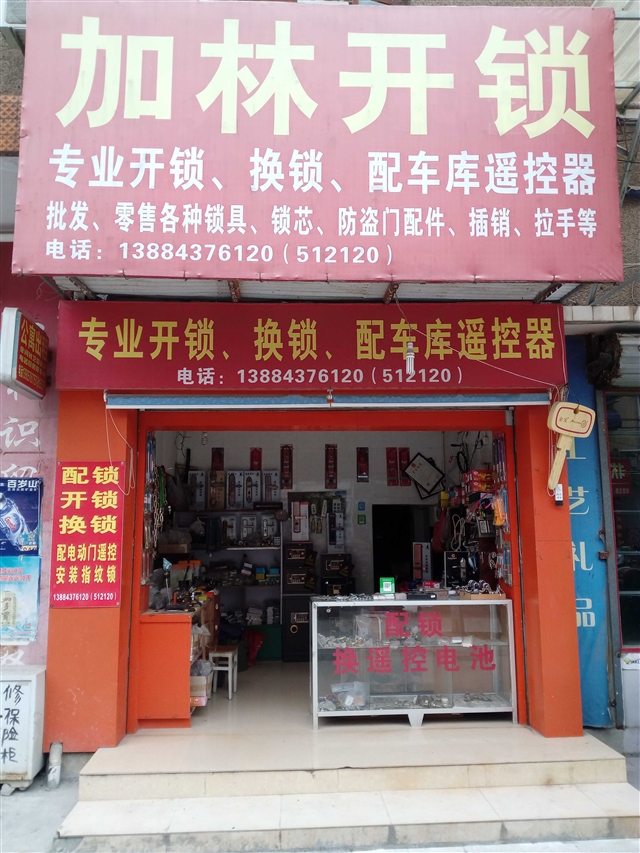 加林开锁
专业开锁、换锁、配车库遥控器
批发、零售各种锁具、锁芯、防盗门配件、插销、拉手等
电话：13884376120（512120）
专业开锁、换锁、配车库遥控器
电话：13884376120（512120）
配锁
开锁
换锁
配电动门遥控
安装指纹锁
13884376120（512120）
配锁
换遥控电池
百岁山
工艺礼品
修
保
险
柜